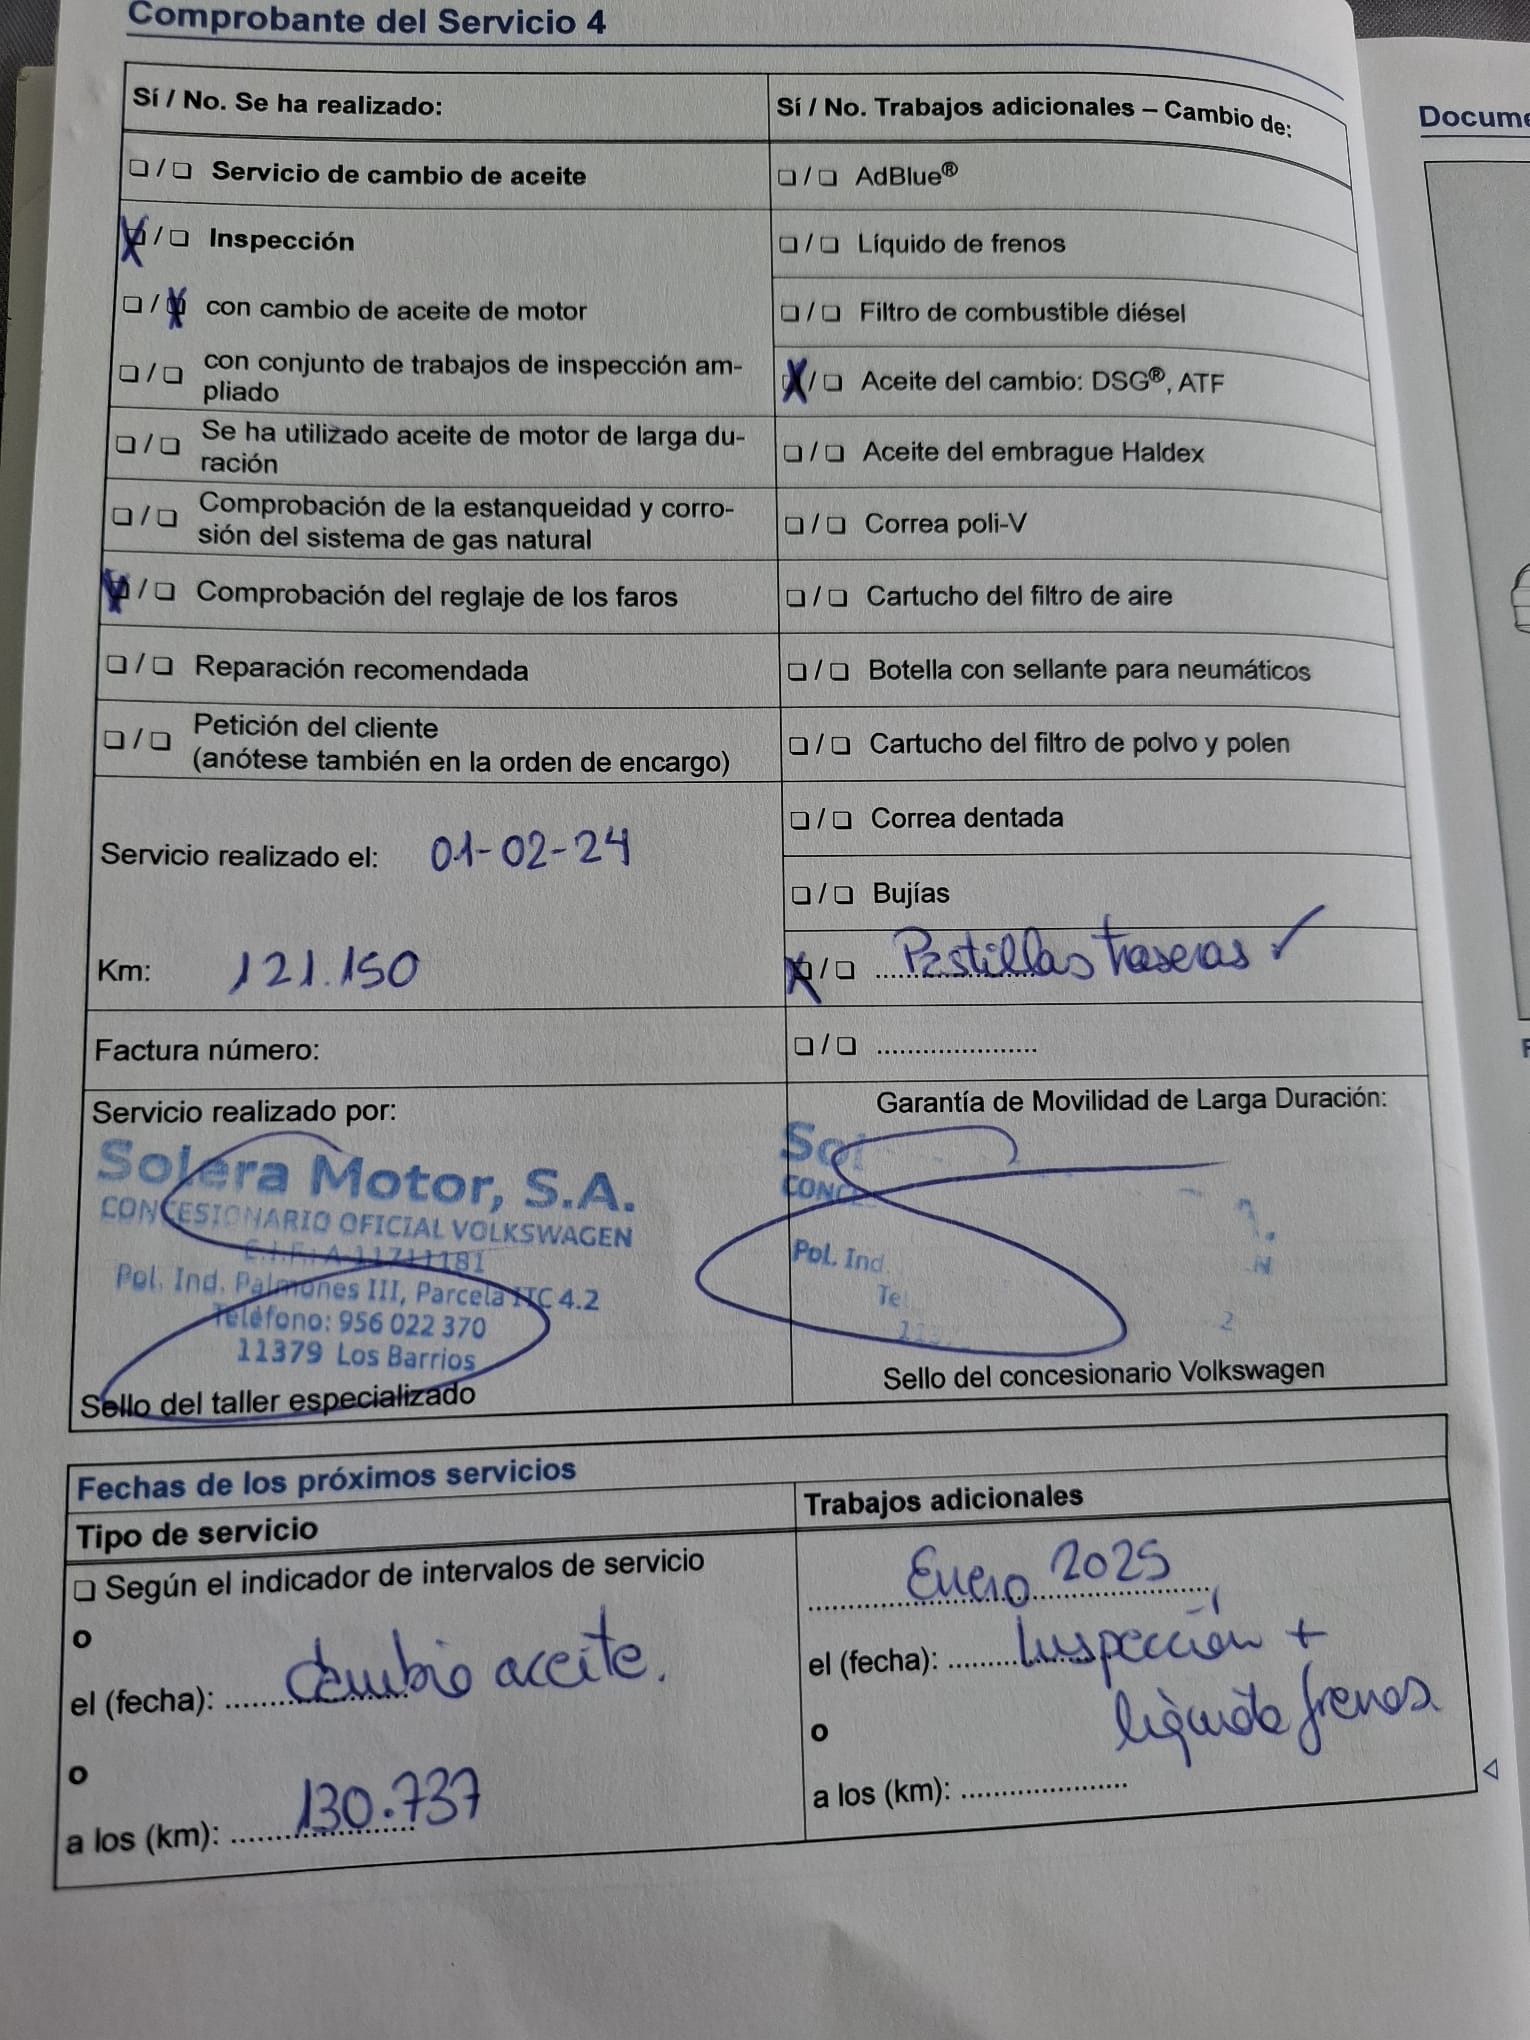 Comprobante del Servicio 4
Sí / No. Se ha realizado:
❏ / ❏ Servicio de cambio de aceite
X / ❏ Inspección
❏ / X con cambio de aceite de motor
❏ / ❏ con conjunto de trabajos de inspección am-
pliado
❏ / ❏ Se ha utilizado aceite de motor de larga du-
ración
❏ / ❏ Comprobación de la estanqueidad y corro-
sión del sistema de gas natural
X / ❏ Comprobación del reglaje de los faros
❏ / ❏ Reparación recomendada
❏ / ❏ Petición del cliente
(anótese también en la orden de encargo)
Servicio realizado el: 01-02-24
Km: 121.150
Factura número:
Servicio realizado por:
Solera Motor, S.A.
CONCESIONARIO OFICIAL VOLKSWAGEN
C.I.F.: A-11711181
Pol. Ind. Palmones III, Parcela ITC 4.2
Teléfono: 956 022 370
11379 Los Barrios
Sello del taller especializado
Sí / No. Trabajos adicionales – Cambio de:
❏ / ❏ AdBlue®
❏ / ❏ Líquido de frenos
❏ / ❏ Filtro de combustible diésel
X / ❏ Aceite del cambio: DSG®, ATF
❏ / ❏ Aceite del embrague Haldex
❏ / ❏ Correa poli-V
❏ / ❏ Cartucho del filtro de aire
❏ / ❏ Botella con sellante para neumáticos
❏ / ❏ Cartucho del filtro de polvo y polen
❏ / ❏ Correa dentada
❏ / ❏ Bujías
X / ❏ Pastillas traseras ✓
❏ / ❏ ....................
Garantía de Movilidad de Larga Duración:
Pol. Ind.
Sello del concesionario Volkswagen
Fechas de los próximos servicios
Tipo de servicio
❏ Según el indicador de intervalos de servicio
o
el (fecha): cambio aceite.
o
a los (km): 130.737
Trabajos adicionales
Enero 2025
el (fecha): Inspección +
líquido frenos
o
a los (km): ....................